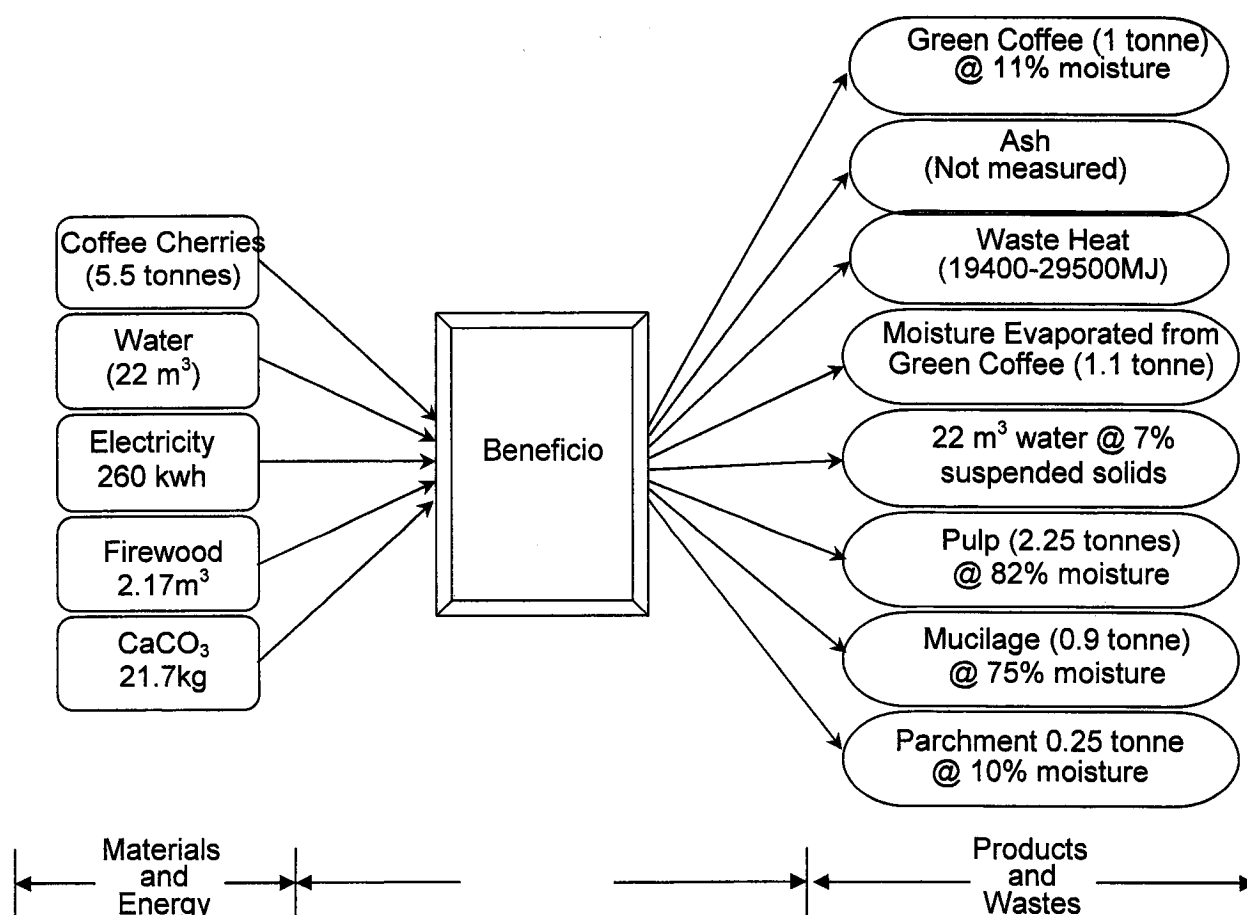 Coffee Cherries
(5.5 tonnes)
Water
(22 m³)
Electricity
260 kwh
Firewood
2.17m³
CaCO₃
21.7kg
Beneficio
Green Coffee (1 tonne)
@ 11% moisture
Ash
(Not measured)
Waste Heat
(19400-29500MJ)
Moisture Evaporated from
Green Coffee (1.1 tonne)
22 m³ water @ 7%
suspended solids
Pulp (2.25 tonnes)
@ 82% moisture
Mucilage (0.9 tonne)
@ 75% moisture
Parchment 0.25 tonne
@ 10% moisture
Materials
and
Energy
Products
and
Wastes